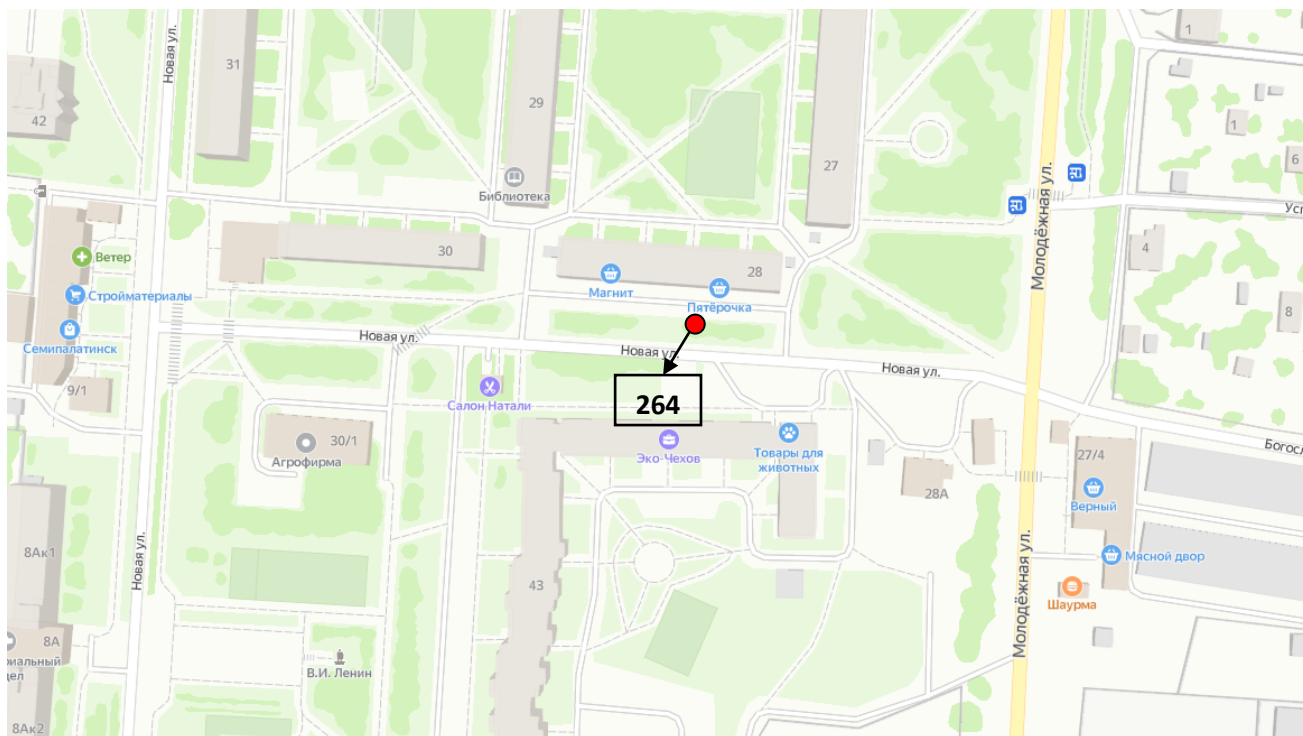 1
Новая ул.
31
29
42
1
27
6
Библиотека
Молодёжная ул.
4
30
Ветер
28
Магнит
Стройматериалы
Пятёрочка
8
Семипалатинск
Новая ул.
Новая ул.
Новая ул.
9/1
Салон Натали
264
30/1
Агрофирма
Эко-Чехов
Товары для
животных
27/4
28А
Верный
8Ак1
Новая ул.
43
Молодёжная ул.
Мясной двор
Шаурма
8А
В.И. Ленин
8Ак2